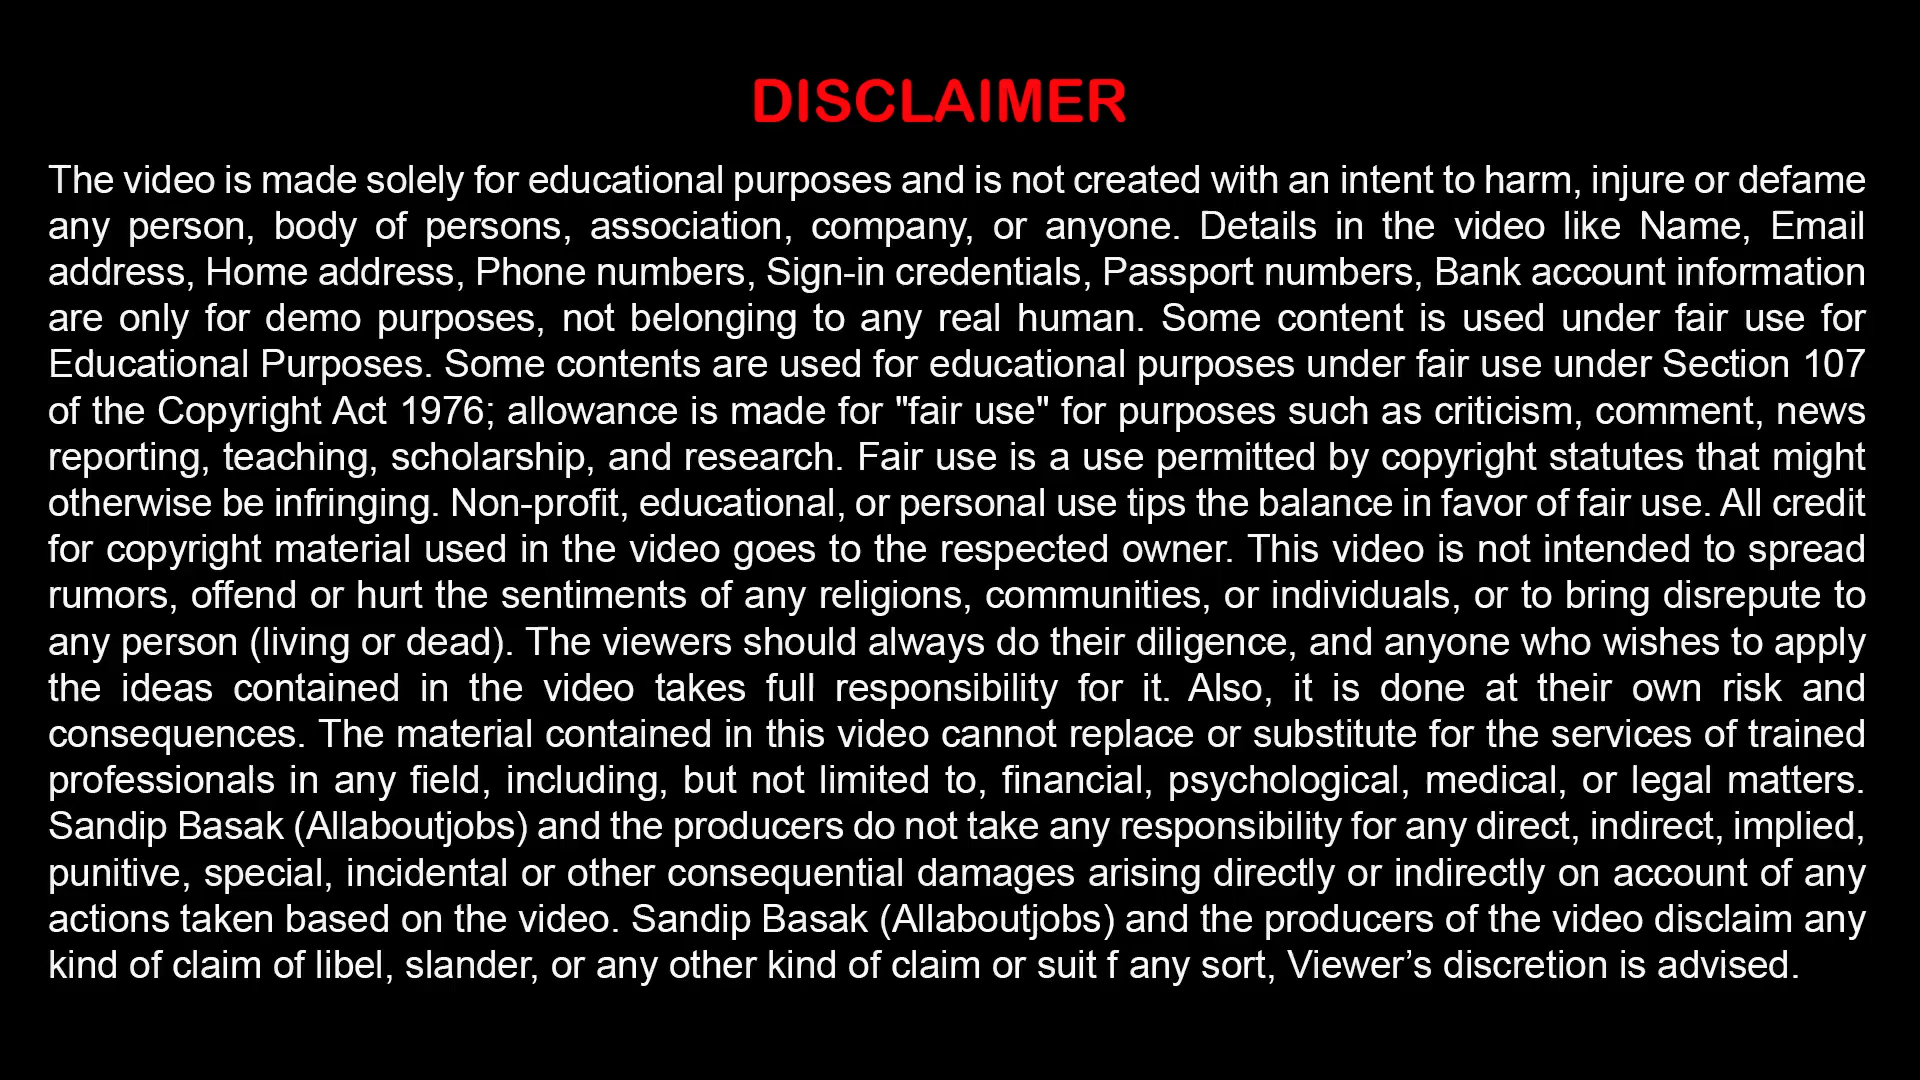 DISCLAIMER
The video is made solely for educational purposes and is not created with an intent to harm, injure or defame
any person, body of persons, association, company, or anyone. Details in the video like Name, Email
address, Home address, Phone numbers, Sign-in credentials, Passport numbers, Bank account information
are only for demo purposes, not belonging to any real human. Some content is used under fair use for
Educational Purposes. Some contents are used for educational purposes under fair use under Section 107
of the Copyright Act 1976; allowance is made for "fair use" for purposes such as criticism, comment, news
reporting, teaching, scholarship, and research. Fair use is a use permitted by copyright statutes that might
otherwise be infringing. Non-profit, educational, or personal use tips the balance in favor of fair use. All credit
for copyright material used in the video goes to the respected owner. This video is not intended to spread
rumors, offend or hurt the sentiments of any religions, communities, or individuals, or to bring disrepute to
any person (living or dead). The viewers should always do their diligence, and anyone who wishes to apply
the ideas contained in the video takes full responsibility for it. Also, it is done at their own risk and
consequences. The material contained in this video cannot replace or substitute for the services of trained
professionals in any field, including, but not limited to, financial, psychological, medical, or legal matters.
Sandip Basak (Allaboutjobs) and the producers do not take any responsibility for any direct, indirect, implied,
punitive, special, incidental or other consequential damages arising directly or indirectly on account of any
actions taken based on the video. Sandip Basak (Allaboutjobs) and the producers of the video disclaim any
kind of claim of libel, slander, or any other kind of claim or suit f any sort, Viewer’s discretion is advised.